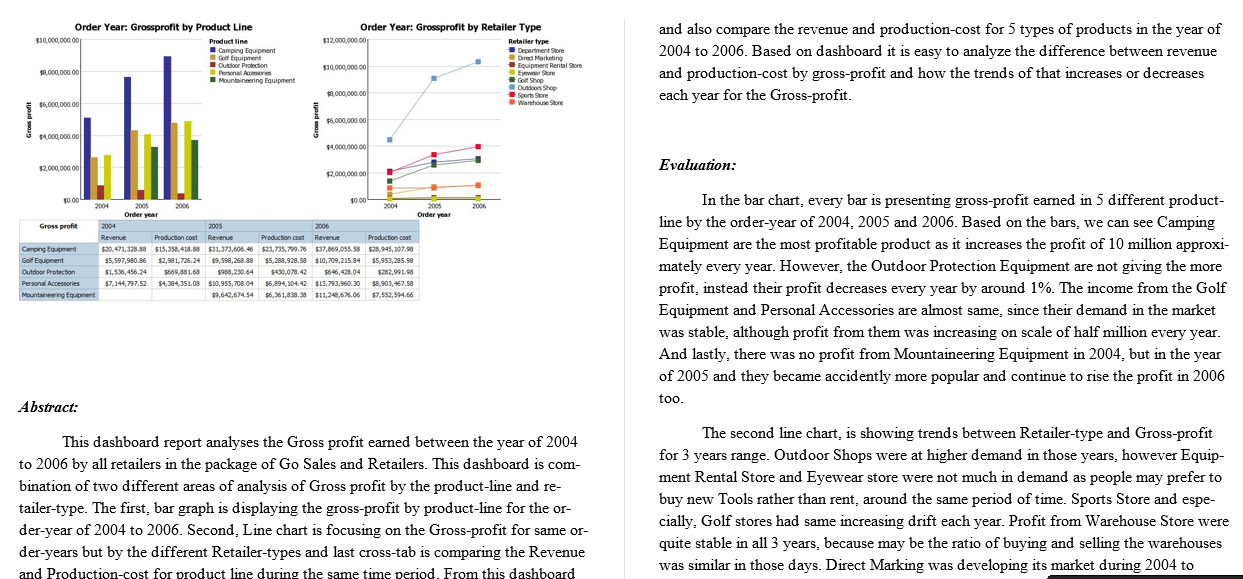 Order Year: Grossprofit by Product Line
$10,000,000.00
$8,000,000.00
$6,000,000.00
$4,000,000.00
$2,000,000.00
$0.00
Gross profit
2004 2005 2006
Order year
Product line
Camping Equipment
Golf Equipment
Outdoor Protection
Personal Accessories
Mountaineering Equipment
Order Year: Grossprofit by Retailer Type
$12,000,000.00
$10,000,000.00
$8,000,000.00
$6,000,000.00
$4,000,000.00
$2,000,000.00
$0.00
Gross profit
2004 2005 2006
Order year
Retailer type
Department Store
Direct Marketing
Equipment Rental Store
Eyewear Store
Golf Shop
Outdoors Shop
Sports Store
Warehouse Store
Gross profit 2004 2005 2006
Revenue Production cost Revenue Production cost Revenue Production cost
Camping Equipment $20,471,328.88 $15,358,418.88 $31,373,606.46 $23,735,799.76 $37,869,055.58 $28,945,107.98
Golf Equipment $5,597,980.86 $2,981,726.24 $9,598,268.88 $5,288,928.58 $10,709,215.84 $5,953,285.98
Outdoor Protection $1,536,456.24 $669,881.68 $988,230.64 $430,078.42 $646,428.04 $282,991.98
Personal Accessories $7,144,797.52 $4,384,351.08 $10,955,708.04 $6,894,104.42 $13,793,960.30 $8,903,467.58
Mountaineering Equipment $9,642,674.54 $6,361,838.38 $11,248,676.06 $7,552,594.66
Abstract:
This dashboard report analyses the Gross profit earned between the year of 2004
to 2006 by all retailers in the package of Go Sales and Retailers. This dashboard is com-
bination of two different areas of analysis of Gross profit by the product-line and re-
tailer-type. The first, bar graph is displaying the gross-profit by product-line for the or-
der-year of 2004 to 2006. Second, Line chart is focusing on the Gross-profit for same or-
der-years but by the different Retailer-types and last cross-tab is comparing the Revenue
and Production-cost for product line during the same time period. From this dashboard
and also compare the revenue and production-cost for 5 types of products in the year of
2004 to 2006. Based on dashboard it is easy to analyze the difference between revenue
and production-cost by gross-profit and how the trends of that increases or decreases
each year for the Gross-profit.
Evaluation:
In the bar chart, every bar is presenting gross-profit earned in 5 different product-
line by the order-year of 2004, 2005 and 2006. Based on the bars, we can see Camping
Equipment are the most profitable product as it increases the profit of 10 million approxi-
mately every year. However, the Outdoor Protection Equipment are not giving the more
profit, instead their profit decreases every year by around 1%. The income from the Golf
Equipment and Personal Accessories are almost same, since their demand in the market
was stable, although profit from them was increasing on scale of half million every year.
And lastly, there was no profit from Mountaineering Equipment in 2004, but in the year
of 2005 and they became accidently more popular and continue to rise the profit in 2006
too.
The second line chart, is showing trends between Retailer-type and Gross-profit
for 3 years range. Outdoor Shops were at higher demand in those years, however Equip-
ment Rental Store and Eyewear store were not much in demand as people may prefer to
buy new Tools rather than rent, around the same period of time. Sports Store and espe-
cially, Golf stores had same increasing drift each year. Profit from Warehouse Store were
quite stable in all 3 years, because may be the ratio of buying and selling the warehouses
was similar in those days. Direct Marking was developing its market during 2004 to